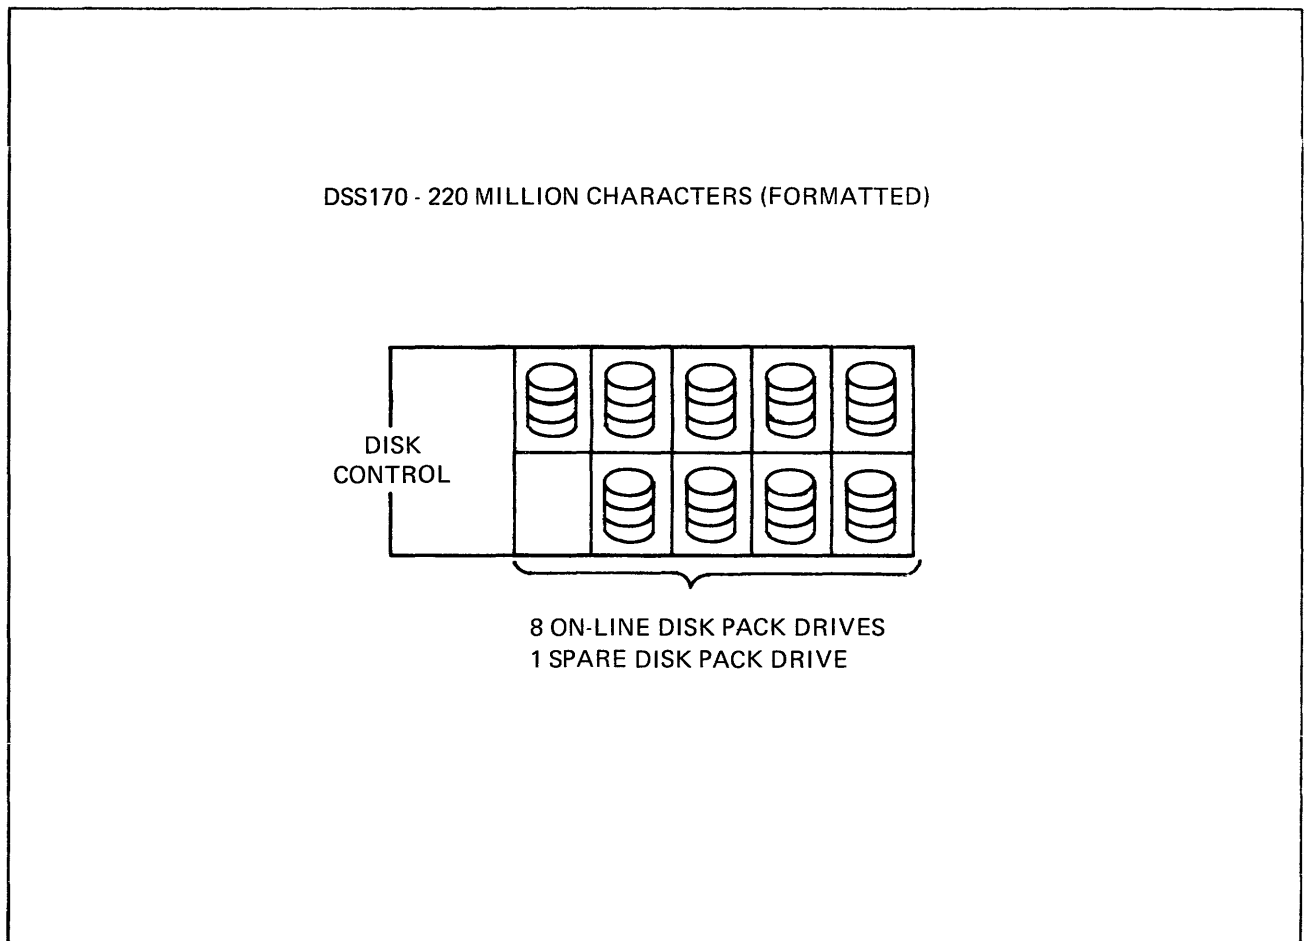 DSS170 - 220 MILLION CHARACTERS (FORMATTED)
DISK
CONTROL
8 ON-LINE DISK PACK DRIVES
1 SPARE DISK PACK DRIVE